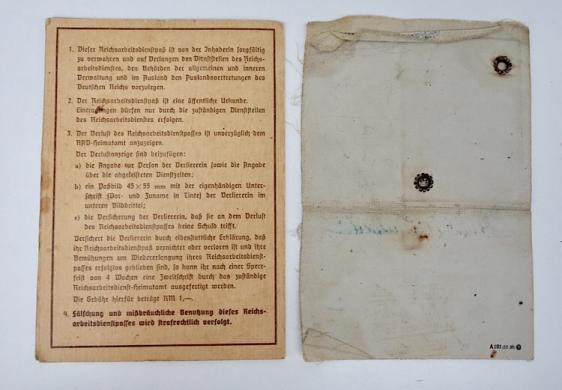 1. Dieser Reichsarbeitsdienstpaß ist von der Inhaberin sorgfältig
zu verwahren und auf Verlangen den Dienststellen des Reichs-
arbeitsdienstes, den Behörden der allgemeinen und inneren
Verwaltung und im Ausland den Auslandsvertretungen des
Deutschen Reichs vorzulegen.
2. Der Reichsarbeitsdienstpaß ist eine öffentliche Urkunde.
Eintragungen dürfen nur durch die zuständigen Dienststellen
des Reichsarbeitsdienstes erfolgen.
3. Der Verlust des Reichsarbeitsdienstpasses ist unverzüglich dem
RAD-Heimatamt anzuzeigen.
Der Verlustanzeige sind beizufügen:
a) die Angabe zur Person der Verliererin sowie die Angabe
über die abgeleisteten Dienstzeiten;
b) ein Paßbild 45×55 mm mit der eigenhändigen Unter-
schrift (Vor- und Zuname in Tinte) der Verliererin im
unteren Bilddrittel;
c) die Versicherung der Verliererin, daß sie an dem Verlust
des Reichsarbeitsdienstpasses keine Schuld trifft.
Versichert die Verliererin durch eidesstattliche Erklärung, daß
ihr Reichsarbeitsdienstpaß vernichtet oder verloren ist und ihre
Bemühungen um Wiedererlangung ihres Reichsarbeitsdienst-
passes erfolglos geblieben sind, so kann ihr nach einer Sperr-
frist von 4 Wochen eine Zweitschrift durch das zuständige
Reichsarbeitsdienst-Heimatamt ausgefertigt werden.
Die Gebühr hierfür beträgt RM 1,—.
4. Fälschung und mißbräuchliche Benutzung dieses Reichs-
arbeitsdienstpasses wird strafrechtlich verfolgt.